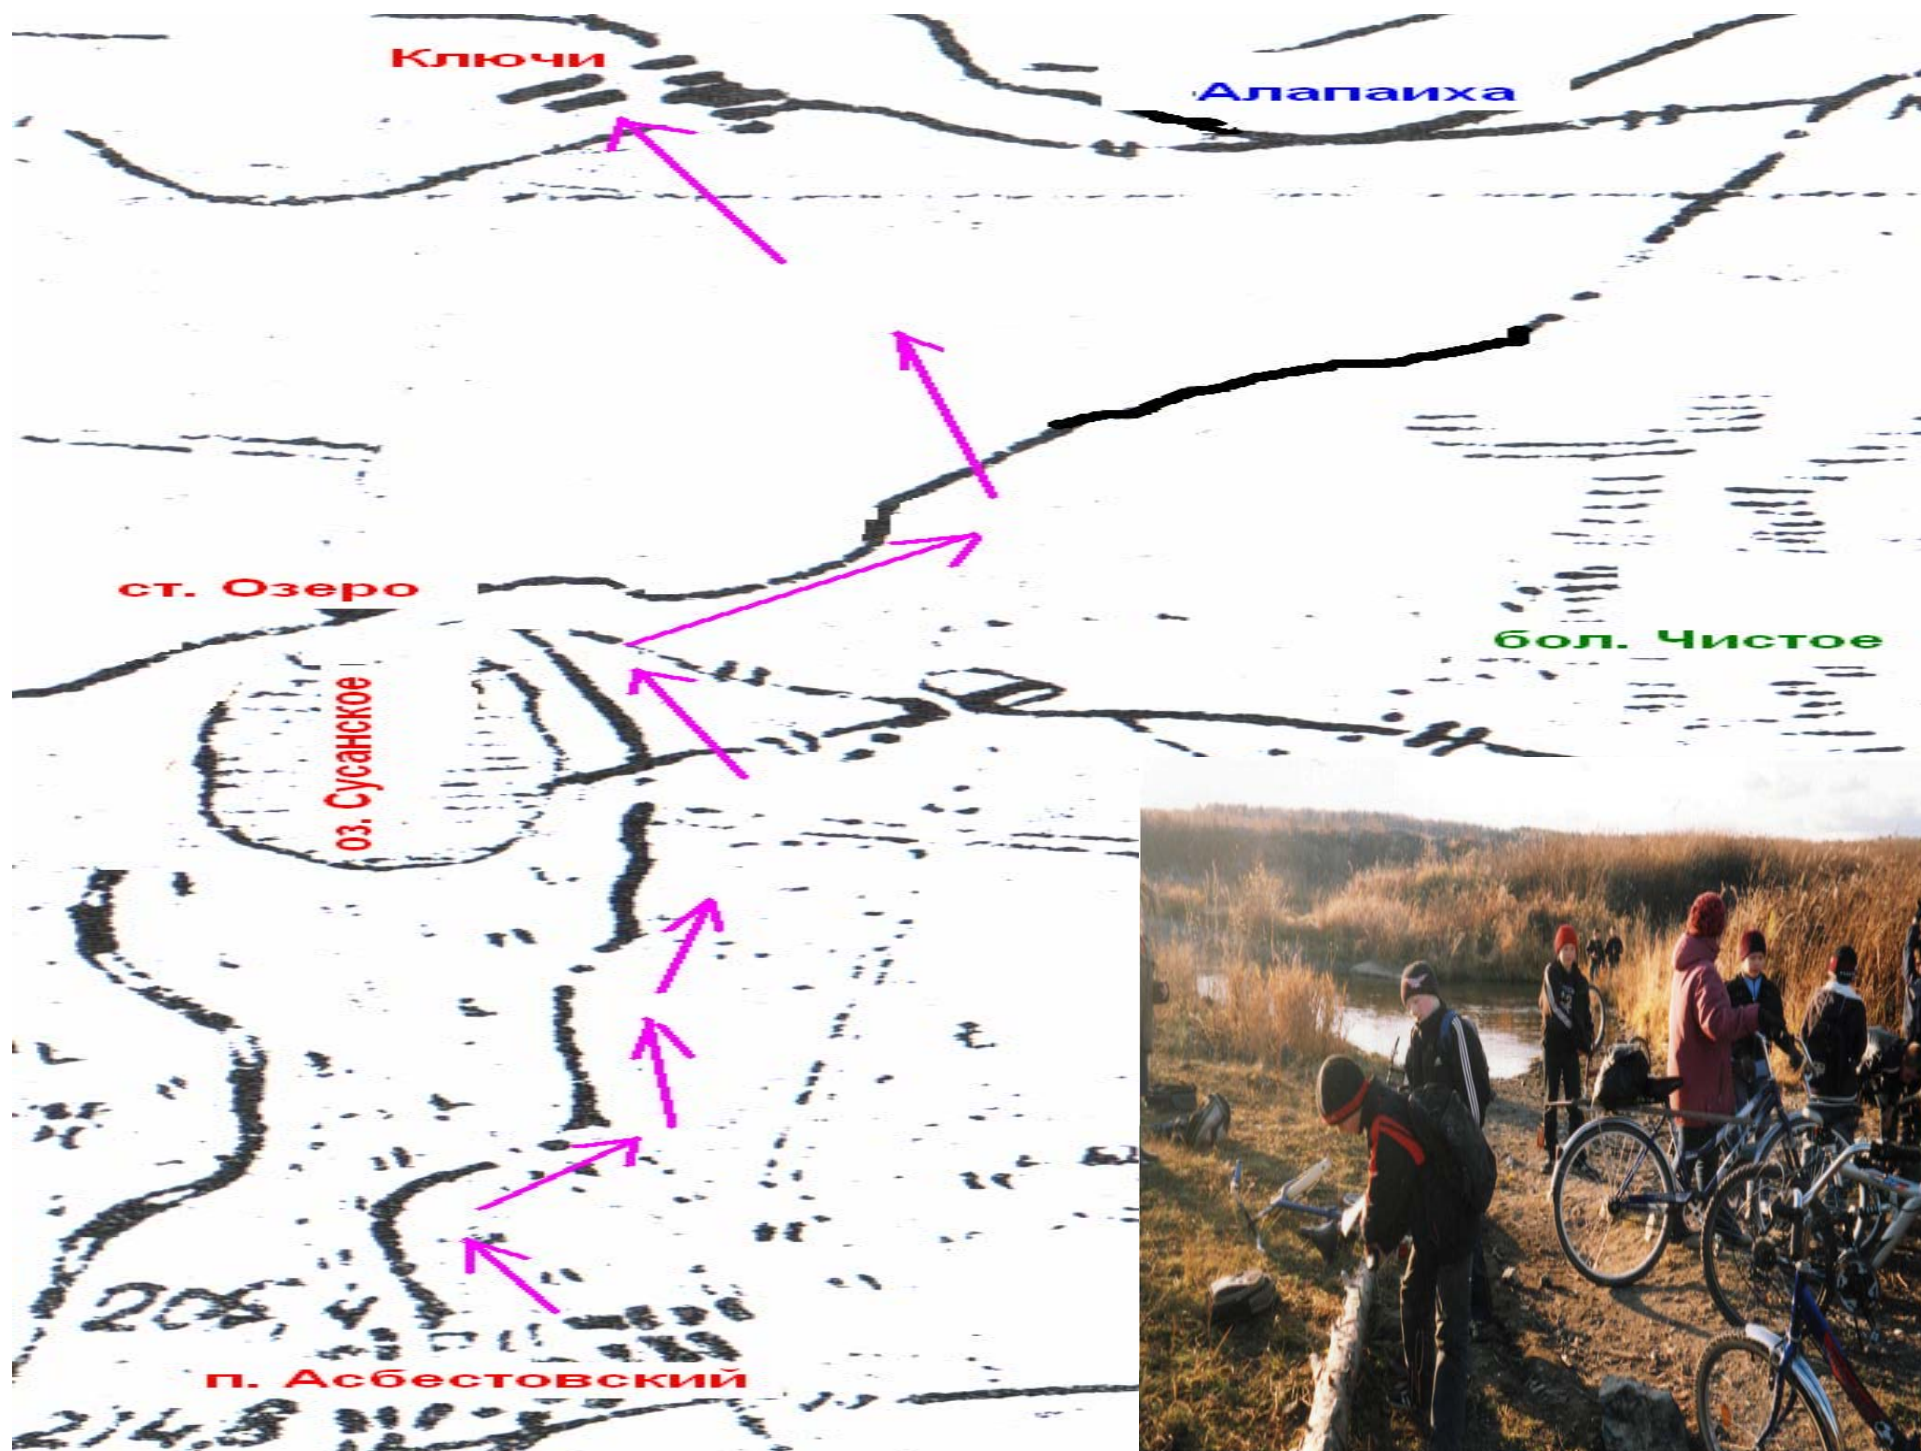 Ключи
Алапаиха
ст. Озеро
бол. Чистое
оз. Сусанское
п. Асбестовский